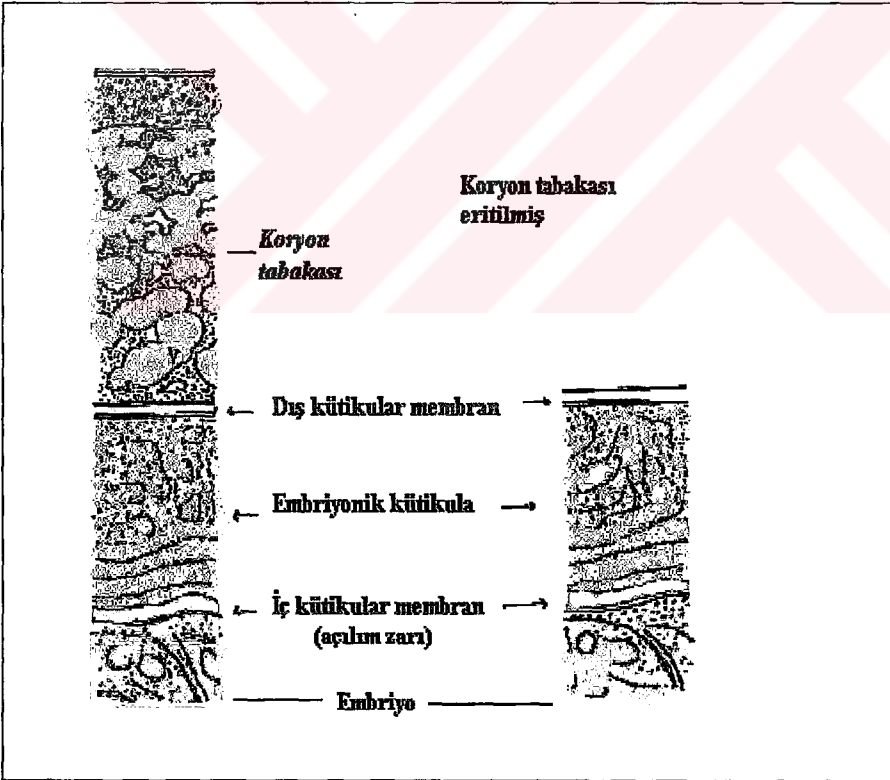 Koryon tabakası
eritilmiş
Koryon
tabakası
Dış kütikular membran
Embriyonik kütikula
İç kütikular membran
(açılım zarı)
Embriyo